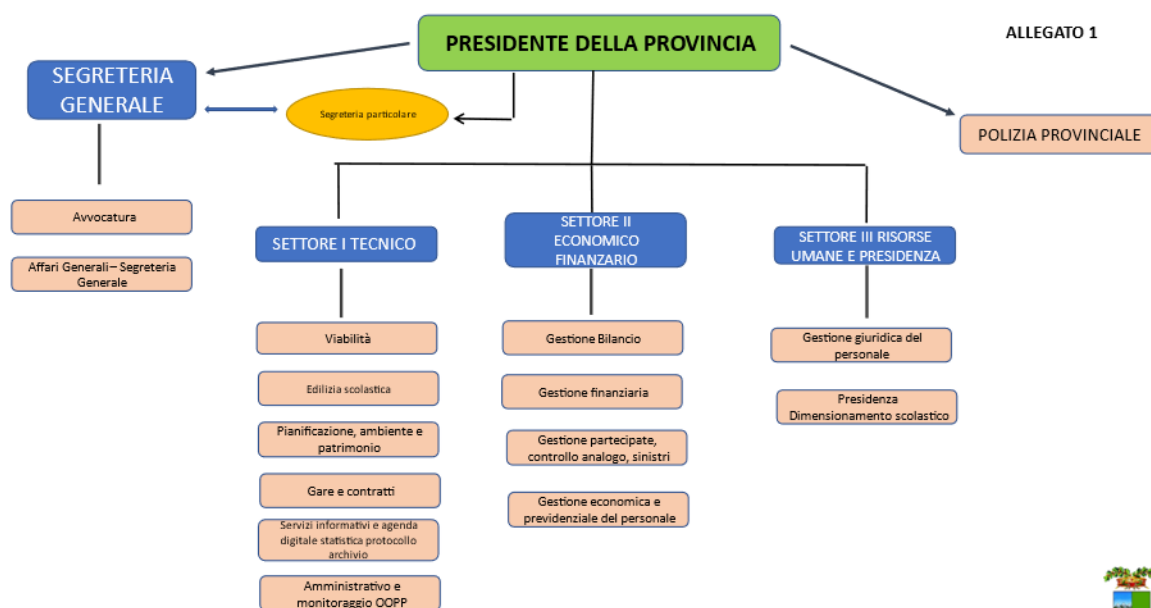 PRESIDENTE DELLA PROVINCIA
ALLEGATO 1
SEGRETERIA
GENERALE
Segreteria particolare
POLIZIA PROVINCIALE
Avvocatura
Affari Generali – Segreteria
Generale
SETTORE I TECNICO
SETTORE II
ECONOMICO
FINANZARIO
SETTORE III RISORSE
UMANE E PRESIDENZA
Viabilità
Edilizia scolastica
Pianificazione, ambiente e
patrimonio
Gare e contratti
Servizi informativi e agenda
digitale statistica protocollo
archivio
Amministrativo e
monitoraggio OOPP
Gestione Bilancio
Gestione finanziaria
Gestione partecipate,
controllo analogo, sinistri
Gestione economica e
previdenziale del personale
Gestione giuridica del
personale
Presidenza
Dimensionamento scolastico